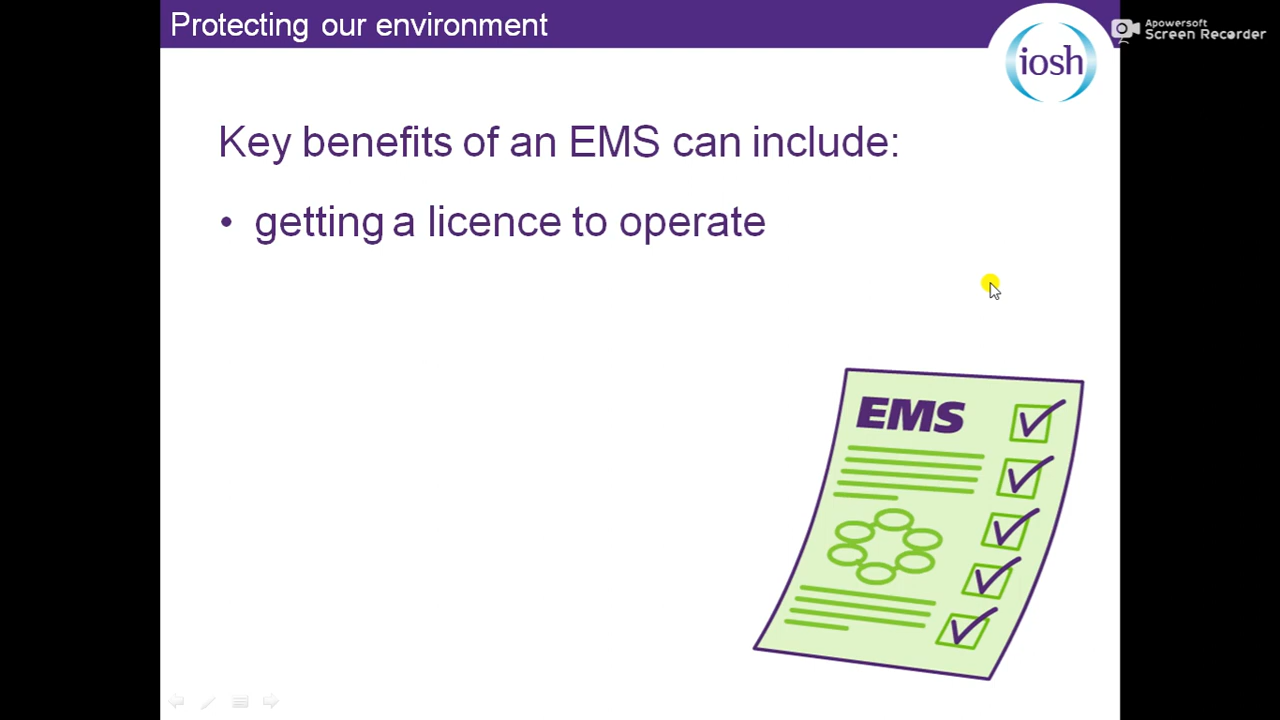 Protecting our environment
iosh
Apowersoft
Screen Recorder
Key benefits of an EMS can include:
• getting a licence to operate
EMS